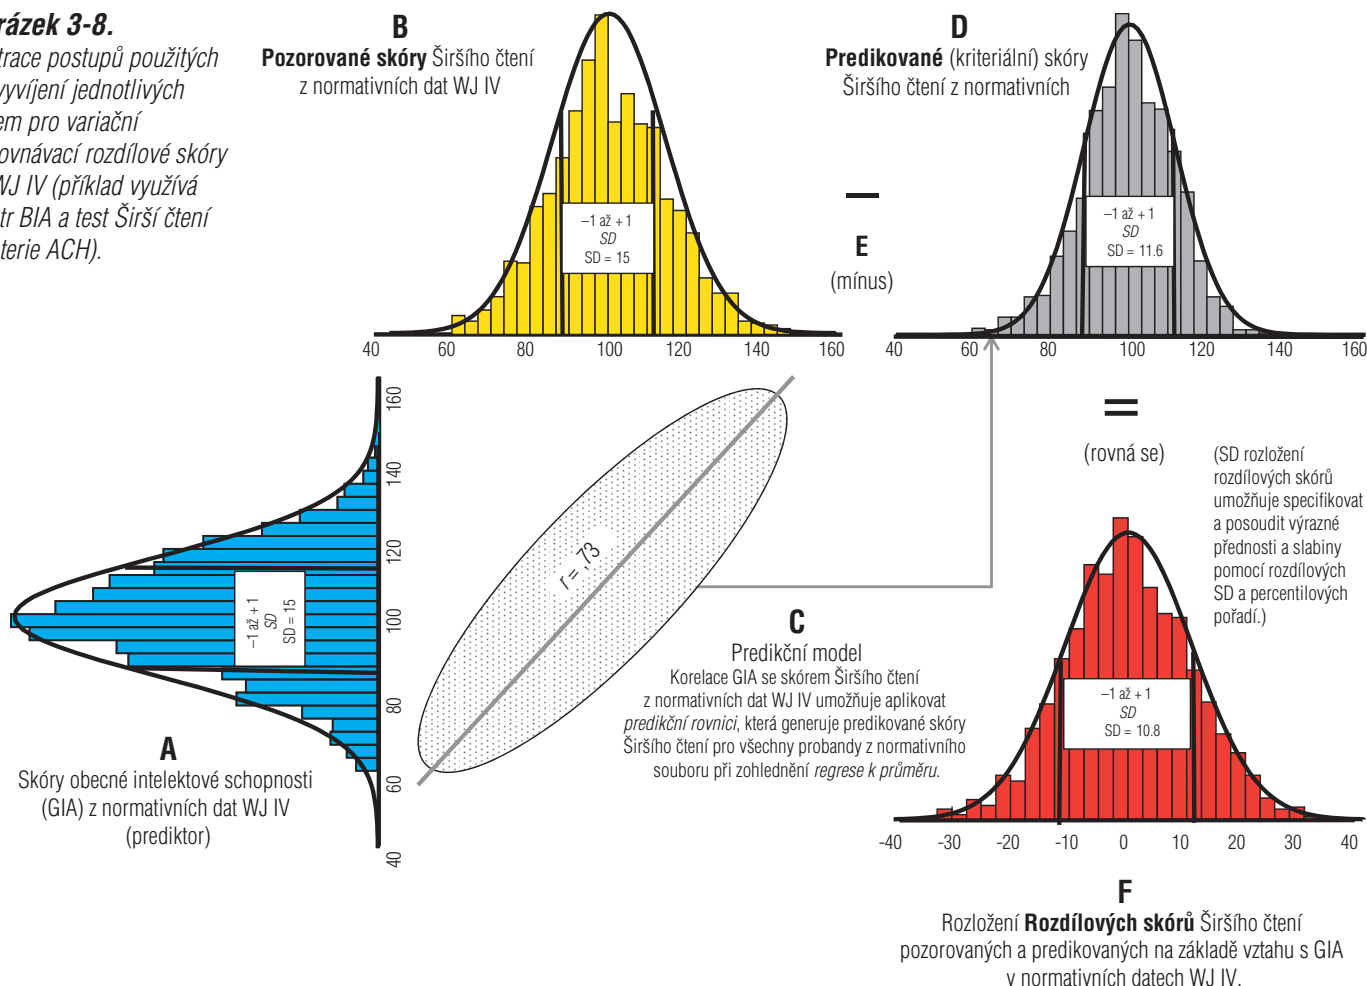 rázek 3-8.
trace postupů použitých
vyvíjení jednotlivých
em pro variační
ovnávací rozdílové skóry
WJ IV (příklad využívá
tr BIA a test Širší čtení
terie ACH).
B
Pozorované skóry Širšího čtení
z normativních dat WJ IV
–1 až + 1
SD
SD = 15
40 60 80 100 120 140 160
E
(mínus)
D
Predikované (kriteriální) skóry
Širšího čtení z normativních
–1 až + 1
SD
SD = 11.6
40 60 80 100 120 140 160
(rovná se)
(SD rozložení
rozdílových skórů
umožňuje specifikovat
a posoudit výrazné
přednosti a slabiny
pomocí rozdílových
SD a percentilových
pořadí.)
160
140
120
100
80
60
40
–1 až + 1
SD
SD = 15
A
Skóry obecné intelektové schopnosti
(GIA) z normativních dat WJ IV
(prediktor)
r = ,73
C
Predikční model
Korelace GIA se skórem Širšího čtení
z normativních dat WJ IV umožňuje aplikovat
predikční rovnici, která generuje predikované skóry
Širšího čtení pro všechny probandy z normativního
souboru při zohlednění regrese k průměru.
–1 až + 1
SD
SD = 10.8
-40 -30 -20 -10 0 10 20 30 40
F
Rozložení Rozdílových skórů Širšího čtení
pozorovaných a predikovaných na základě vztahu s GIA
v normativních datech WJ IV.